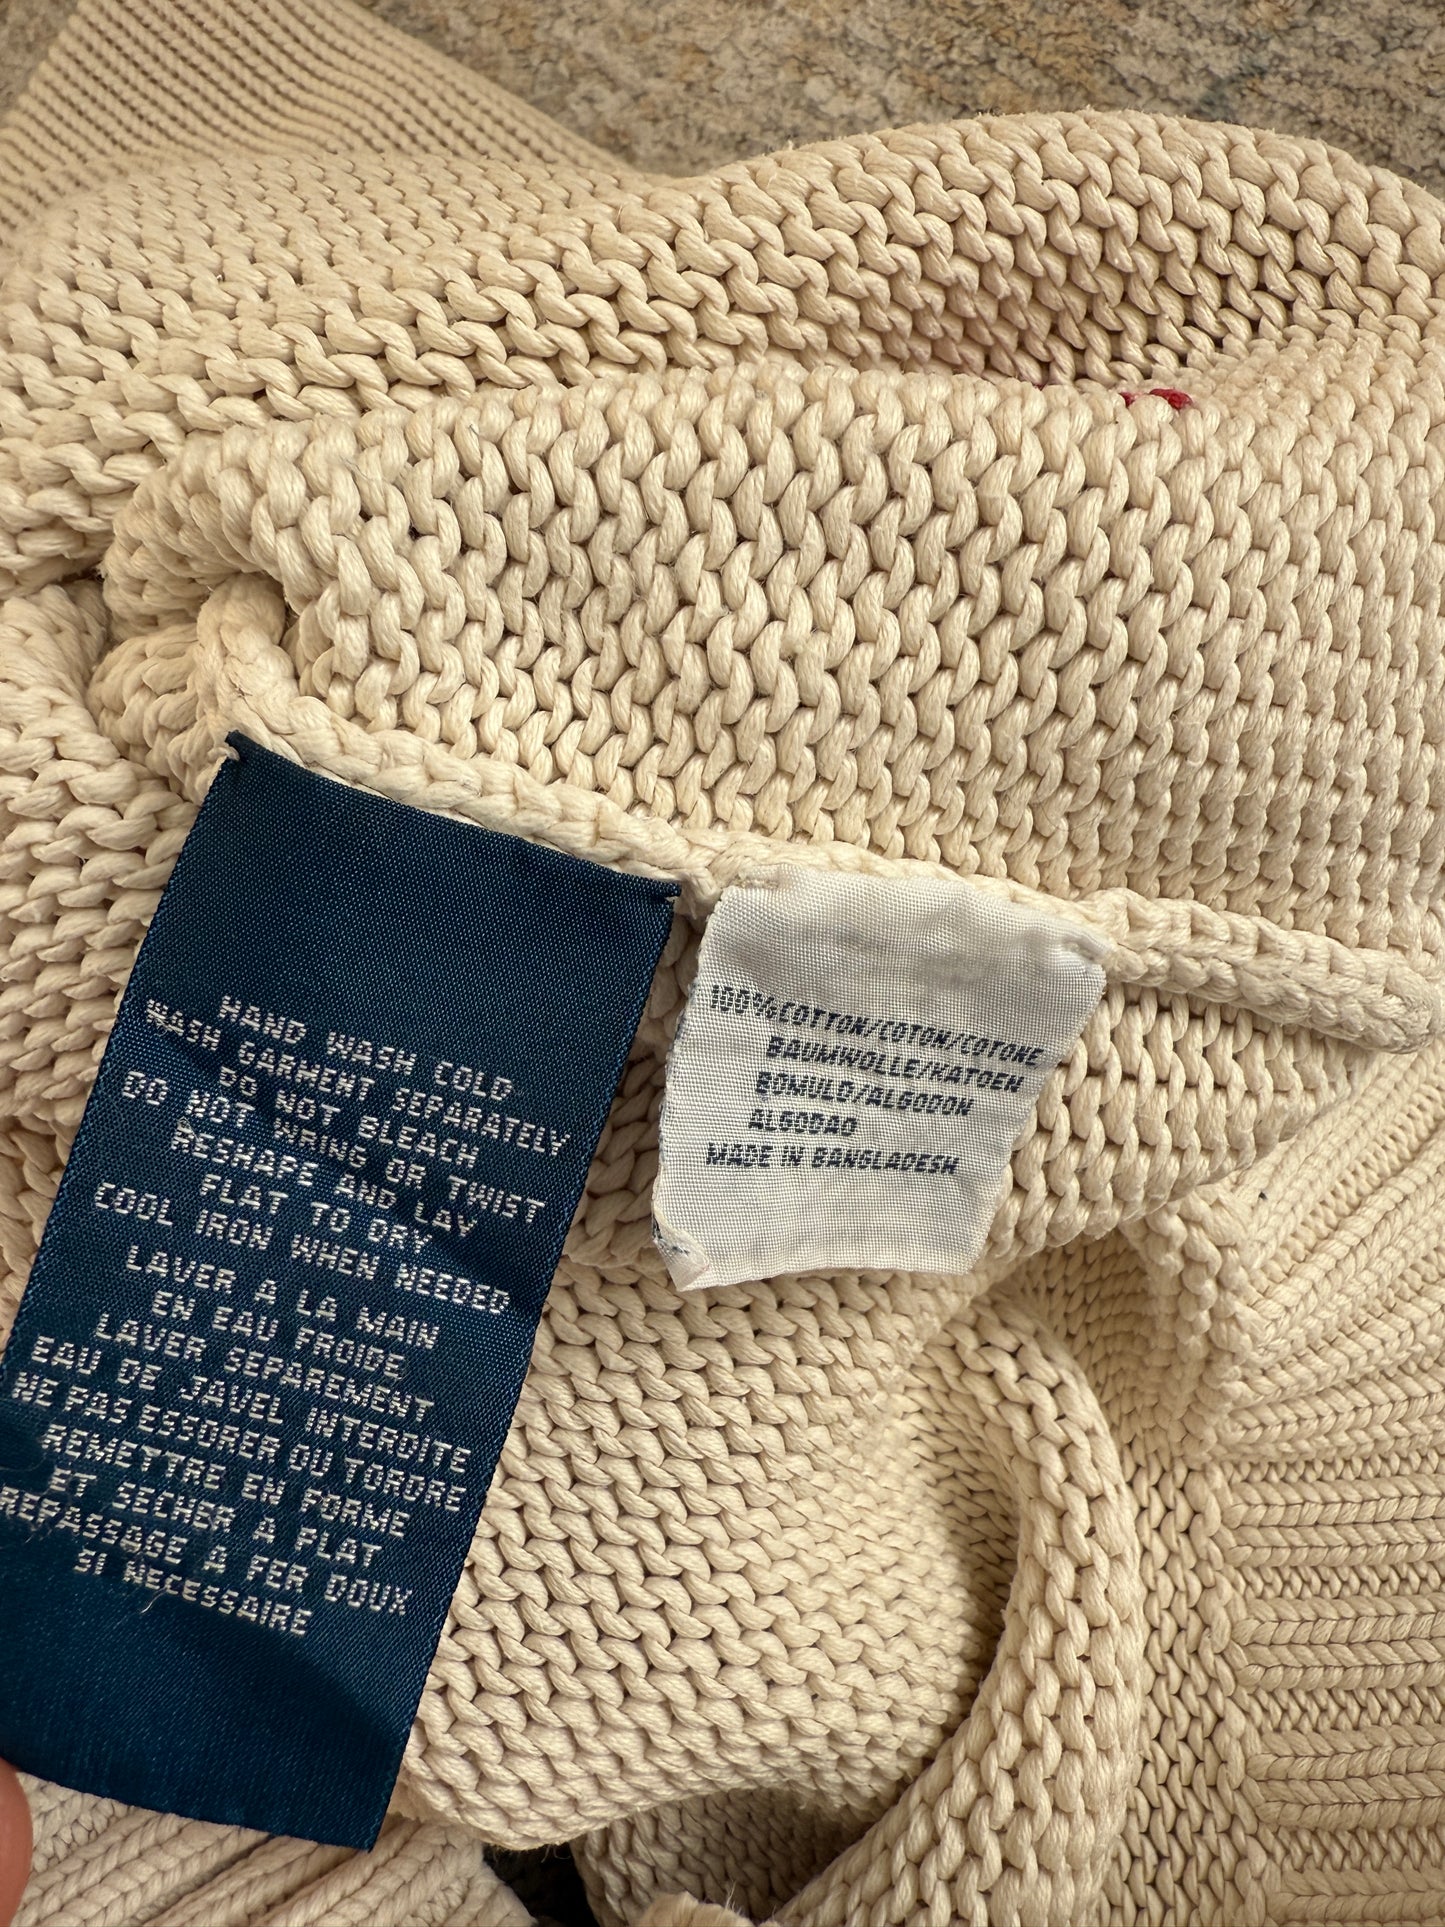 HAND WASH COLD
WASH GARMENT SEPARATELY
DO NOT BLEACH
DO NOT WRING OR TWIST
RESHAPE AND LAY
FLAT TO DRY
COOL IRON WHEN NEEDED
LAVER A LA MAIN
EN EAU FROIDE
LAVER SEPAREMENT
EAU DE JAVEL INTERDITE
NE PAS ESSORER OU TORDRE
REMETTRE EN FORME
ET SECHER A PLAT
REPASSAGE A FER DOUX
SI NECESSAIRE
100% COTTON/COTON/COTONE
BAUMWOLLE/KATOEN
BOMULD/ALGODON
ALGODAO
MADE IN BANGLADESH